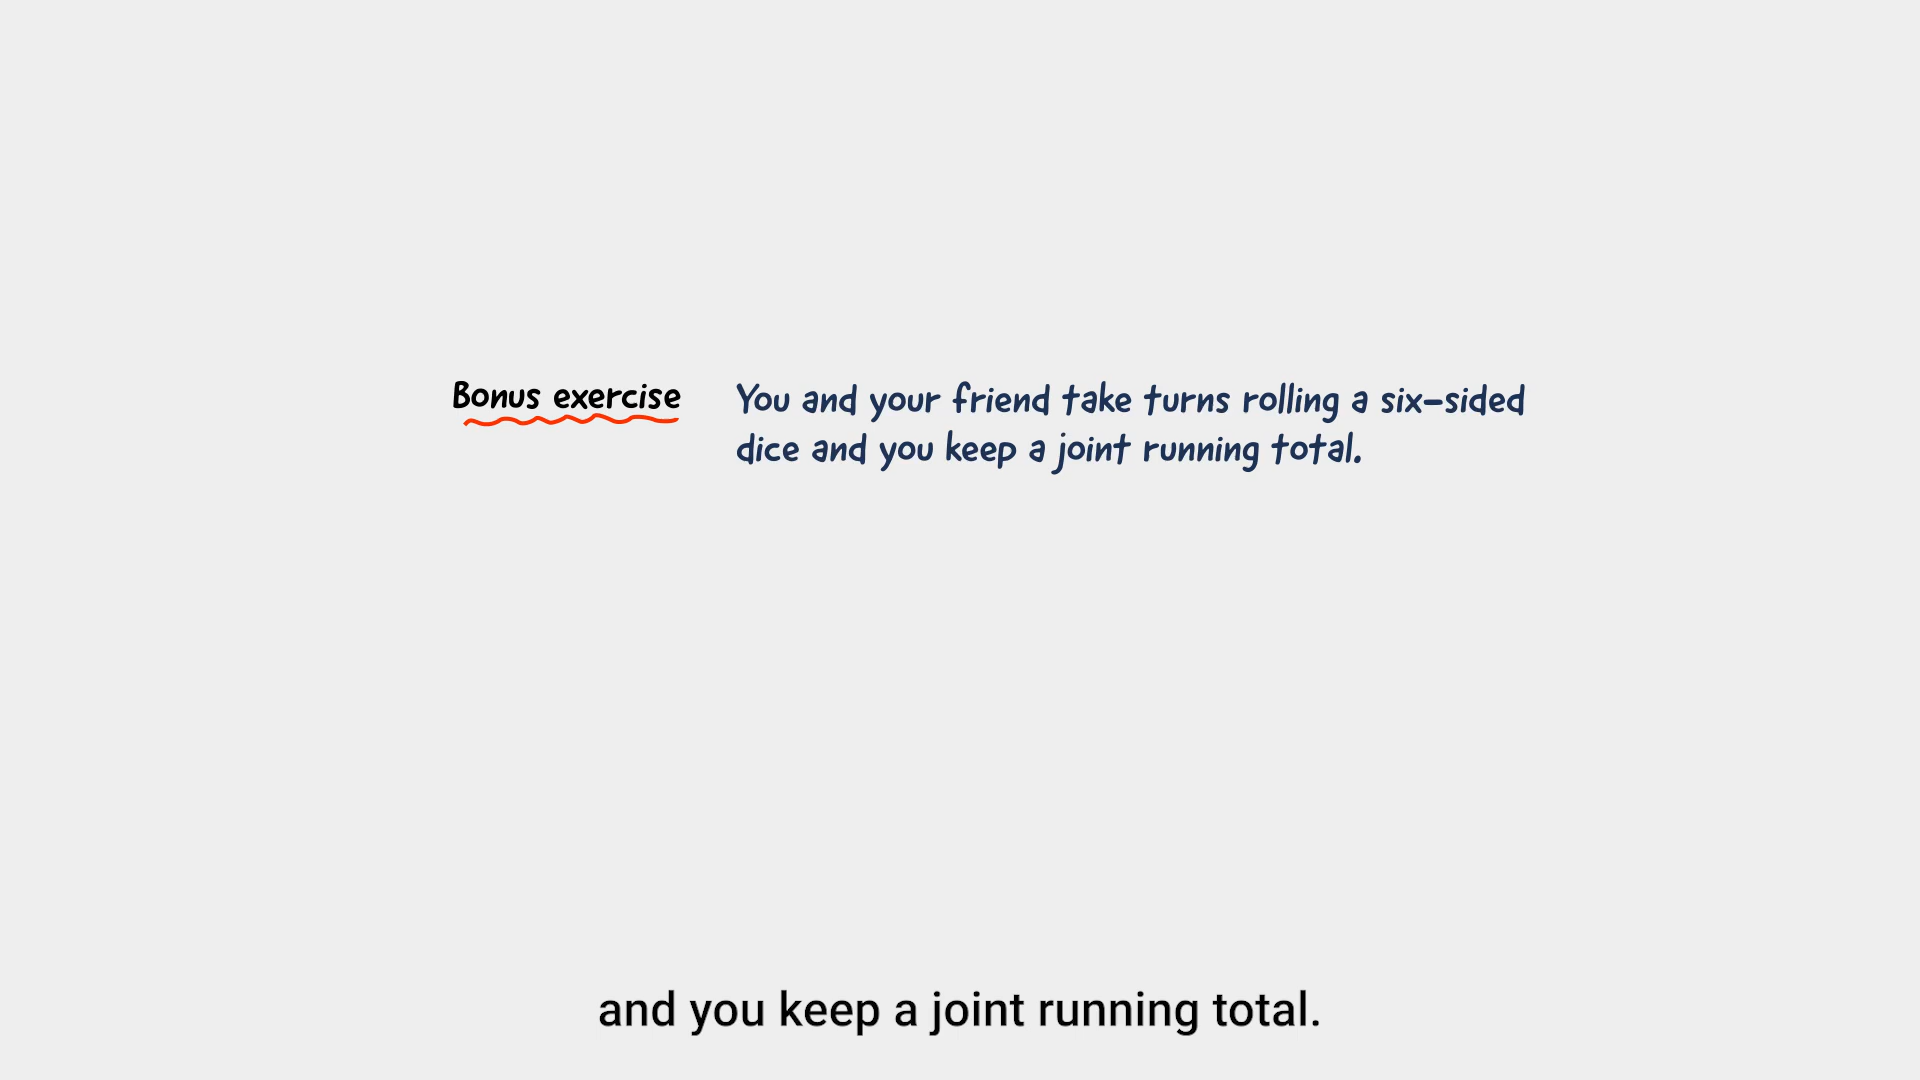 Bonus exercise
You and your friend take turns rolling a six-sided
dice and you keep a joint running total.
and you keep a joint running total.